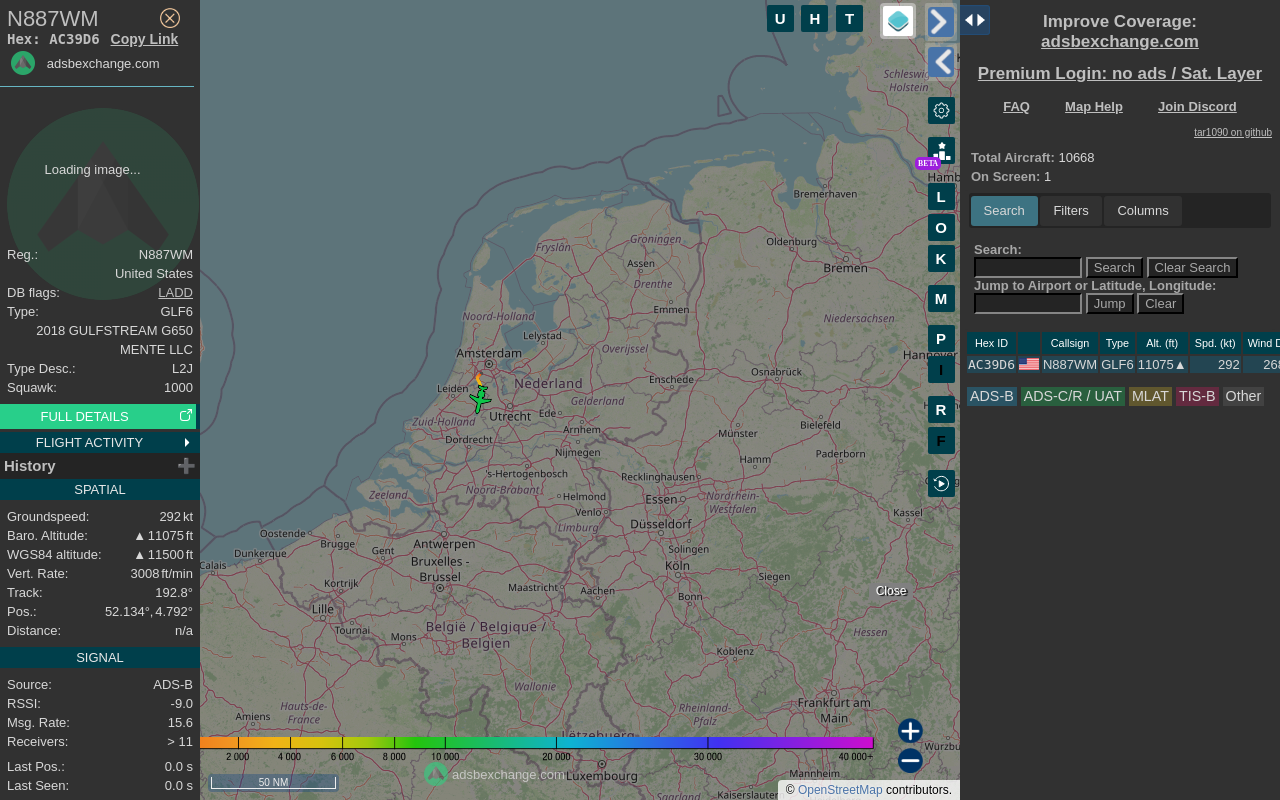 N887WM
Hex: AC39D6 Copy Link
adsbexchange.com
Loading image...
Reg.: N887WM
United States
DB flags: LADD
Type: GLF6
2018 GULFSTREAM G650
MENTE LLC
Type Desc.: L2J
Squawk: 1000
FULL DETAILS
FLIGHT ACTIVITY
History
SPATIAL
Groundspeed: 292 kt
Baro. Altitude: ▲ 11075 ft
WGS84 altitude: ▲ 11500 ft
Vert. Rate: 3008 ft/min
Track: 192.8°
Pos.: 52.134°, 4.792°
Distance: n/a
SIGNAL
Source: ADS-B
RSSI: -9.0
Msg. Rate: 15.6
Receivers: > 11
Last Pos.: 0.0 s
Last Seen: 0.0 s
U H T
BETA
L
O
K
M
P
I
R
F
Schleswig-
Holstein
Hamb
Bremerhaven
Groningen
Fryslân
Oldenburg
Assen
Bremen
Drenthe
Emmen
Noord-Holland
Niedersachsen
Lelystad
Overijssel
Amsterdam
Hannover
Osnabrück
Enschede
Nederland
Leiden
Gelderland
Utrecht
Ede
Zuid-Holland
Bielefeld
Arnhem
Münster
Dordrecht
Nijmegen
Paderborn
Hamm
's-Hertogenbosch
Recklinghausen
Noord-Brabant
Zeeland
Helmond
Essen
Nordrhein-
Westfalen
Venlo
Kassel
Limburg
Düsseldorf
Oostende
Brugge
Antwerpen
Solingen
Dunkerque
Gent
Calais
Bruxelles -
Brussel
Köln
Siegen
Kortrijk
Maastricht
Aachen
Bonn
Close
Lille
Tournai
België / Belgique /
Belgien
Mons
Hessen
Koblenz
Wallonie
Hauts-de-
France
Frankfurt am
Main
Rheinland-
Pfalz
Amiens
Lëtzebuerg
Würzbu
Luxembourg
Mannheim
Saarland
Kaiserslauter
2 000 4 000 6 000 8 000 10 000 20 000 30 000 40 000+
50 NM
adsbexchange.com
© OpenStreetMap contributors.
Improve Coverage:
adsbexchange.com
Premium Login: no ads / Sat. Layer
FAQ Map Help Join Discord
tar1090 on github
Total Aircraft: 10668
On Screen: 1
Search Filters Columns
Search:
Search Clear Search
Jump to Airport or Latitude, Longitude:
Jump Clear
Hex ID Callsign Type Alt. (ft) Spd. (kt) Wind D
AC39D6 N887WM GLF6 11075▲ 292 268
ADS-B ADS-C/R / UAT MLAT TIS-B Other